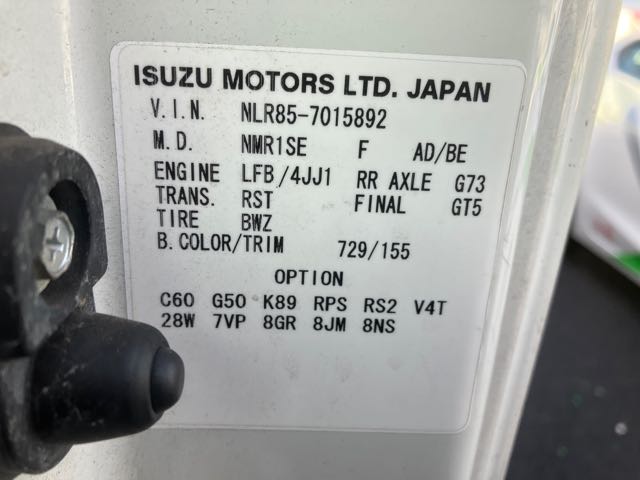 ISUZU MOTORS LTD. JAPAN
V.I.N. NLR85-7015892
M.D. NMR1SE F AD/BE
ENGINE LFB/4JJ1 RR AXLE G73
TRANS. RST FINAL GT5
TIRE BWZ
B.COLOR/TRIM 729/155
OPTION
C60 G50 K89 RPS RS2 V4T
28W 7VP 8GR 8JM 8NS